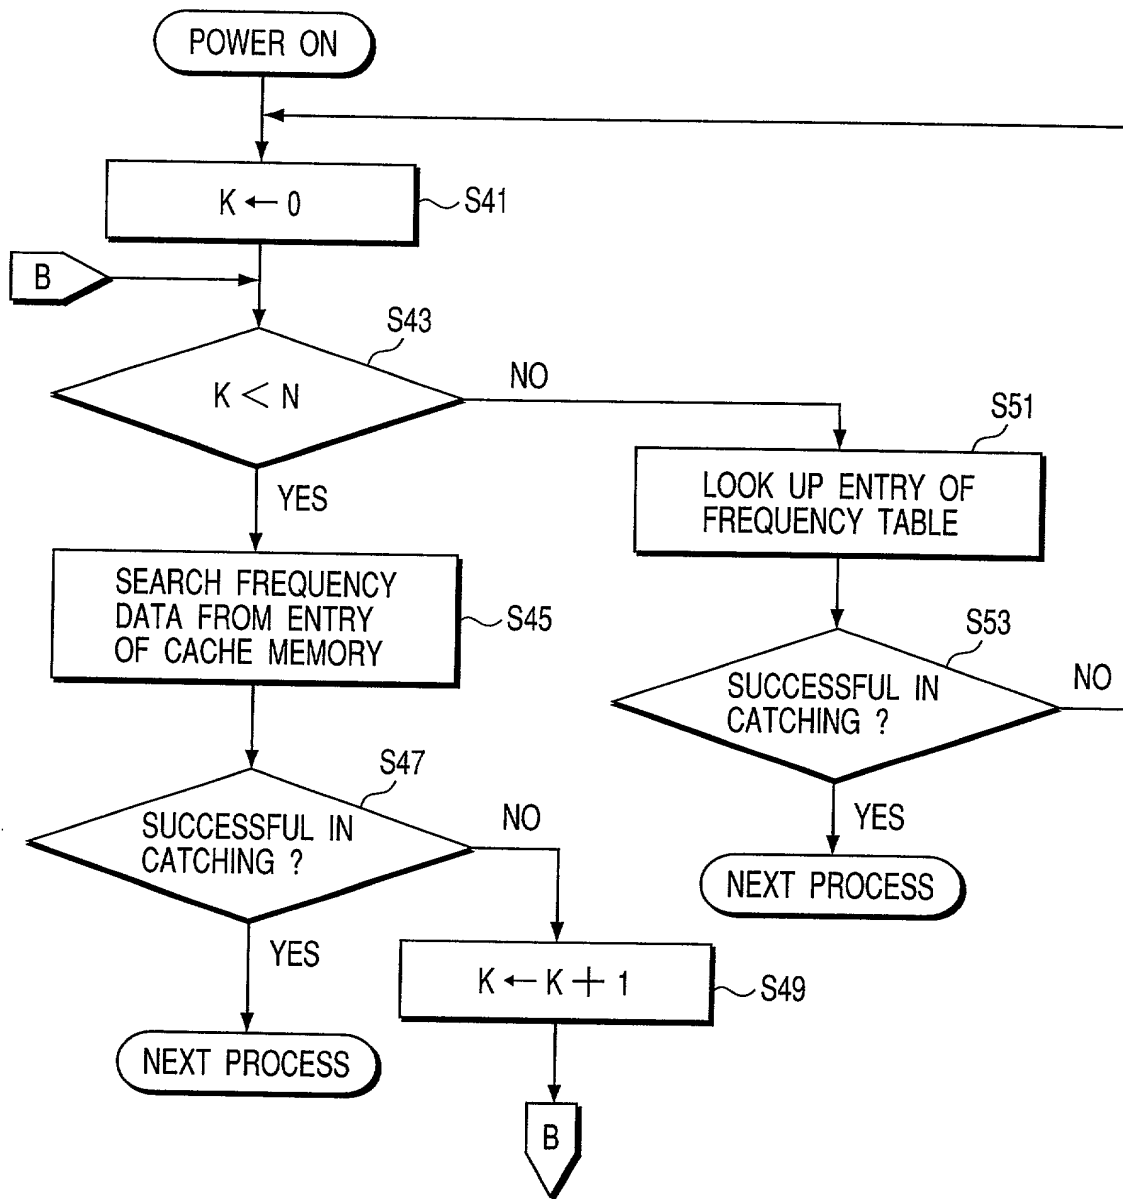 POWER ON
K ← 0
S41
B
S43
K < N
NO
YES
S51
LOOK UP ENTRY OF
FREQUENCY TABLE
SEARCH FREQUENCY
DATA FROM ENTRY
OF CACHE MEMORY
S45
S53
SUCCESSFUL IN
CATCHING ?
NO
YES
NEXT PROCESS
S47
SUCCESSFUL IN
CATCHING ?
NO
YES
K ← K + 1
S49
NEXT PROCESS
B